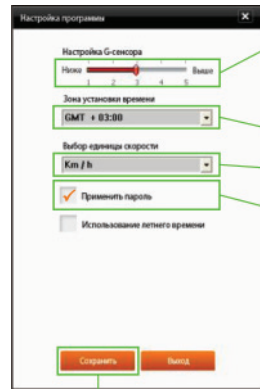 Настройка программы
Настройка G-сенсора
Ниже Выше
1 2 3 4 5
Зона установки времени
GMT + 03:00
Выбор единицы скорости
Km / h
Применить пароль
Использование летнего времени
Сохранить Выход